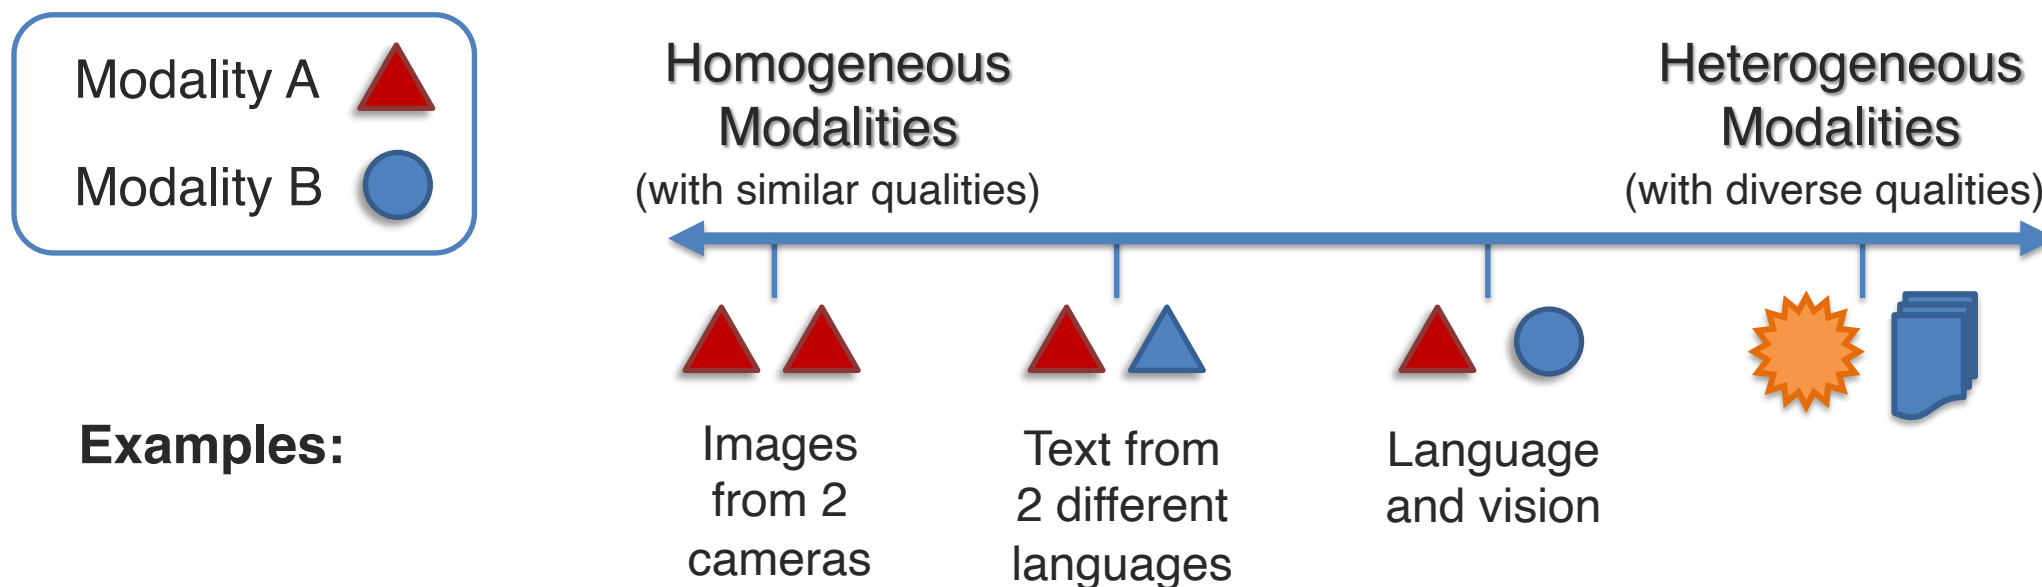 Modality A
Modality B
Homogeneous
Modalities
(with similar qualities)
Heterogeneous
Modalities
(with diverse qualities)
Examples:
Images
from 2
cameras
Text from
2 different
languages
Language
and vision